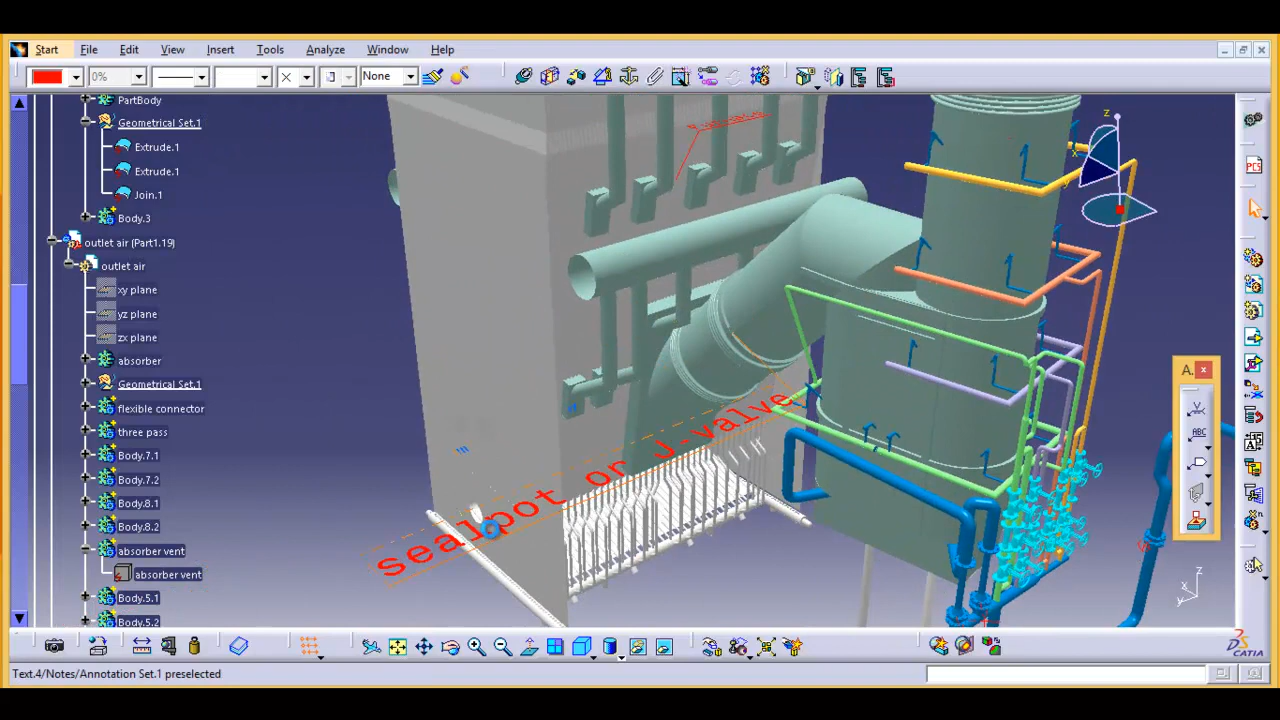 Start File Edit View Insert Tools Analyze Window Help
0% None
PartBody
Geometrical Set.1
Extrude.1
Extrude.1
Join.1
Body.3
outlet air (Part1.19)
outlet air
xy plane
yz plane
zx plane
absorber
Geometrical Set.1
flexible connector
three pass
Body.7.1
Body.7.2
Body.8.1
Body.8.2
absorber vent
absorber vent
Body.5.1
Body.5.2
sealpot or J-valve
z
x
A..
ABC
PCS
z
x
y
CATIA
Text.4/Notes/Annotation Set.1 preselected